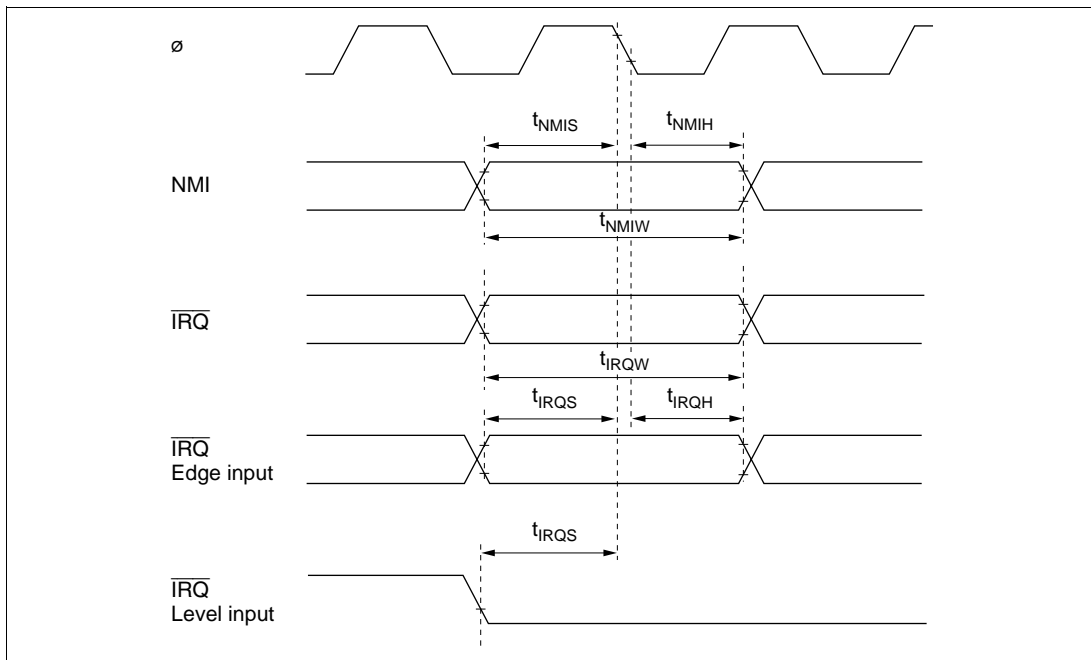 ø
tNMIS tNMIH
NMI
tNMIW
IRQ
tIRQW
tIRQS tIRQH
IRQ
Edge input
tIRQS
IRQ
Level input